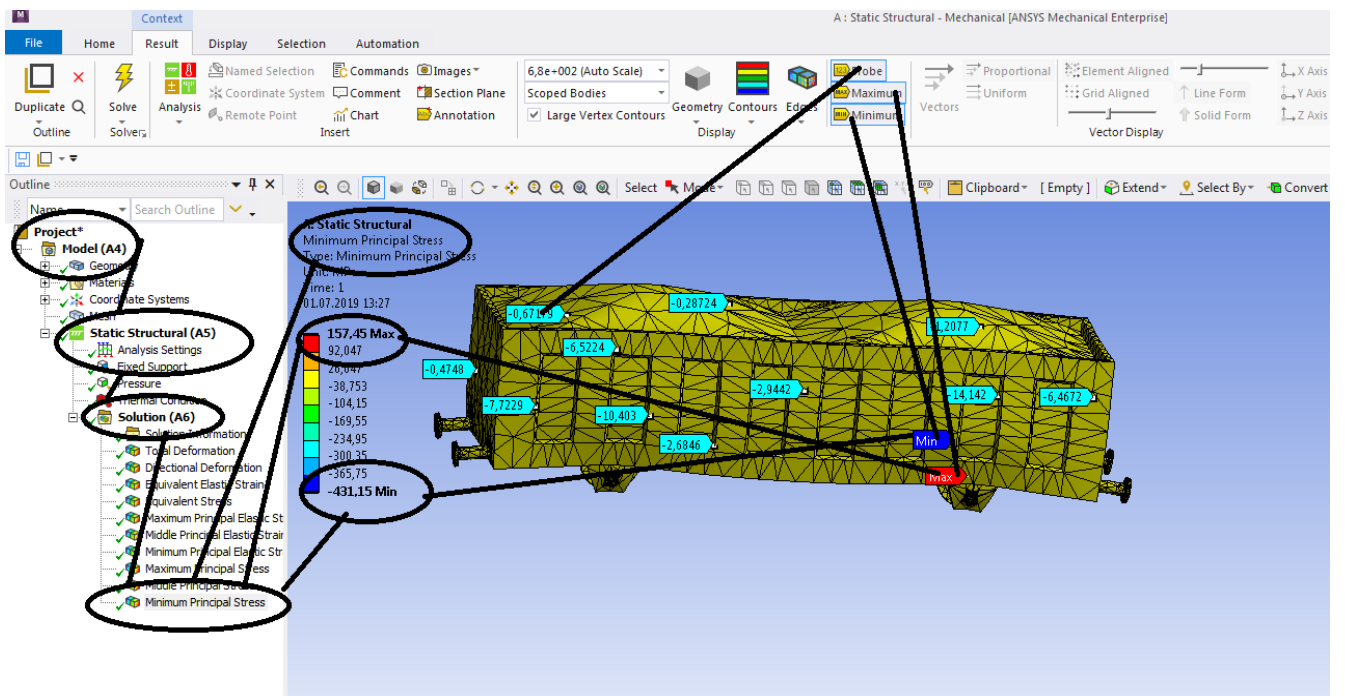 Context
A : Static Structural - Mechanical [ANSYS Mechanical Enterprise]
File Home Result Display Selection Automation
Named Selection Commands Images 6,8e+002 (Auto Scale) Probe Proportional Element Aligned X Axis
Coordinate System Comment Section Plane Scoped Bodies Maximum Uniform Grid Aligned Line Form Y Axis
Duplicate Solve Analysis Remote Point Chart Annotation Large Vertex Contours Geometry Contours Edges Minimum Vectors Solid Form Z Axis
Outline Solvers Insert Display Vector Display
Outline Select Mode Clipboard [Empty] Extend Select By Convert
Name Search Outline
Project*
Model (A4)
Geometry
Materials
Coordinate Systems
Mesh
Static Structural (A5)
Analysis Settings
Fixed Support
Pressure
Thermal Condition
Solution (A6)
Solution Information
Total Deformation
Directional Deformation
Equivalent Elastic Strain
Equivalent Stress
Maximum Principal Elastic St
Middle Principal Elastic Strair
Minimum Principal Elastic Str
Maximum Principal Stress
Middle Principal Stress
Minimum Principal Stress
A: Static Structural
Minimum Principal Stress
Type: Minimum Principal Stress
Unit: MPa
Time: 1
01.07.2019 13:27
157,45 Max
92,047
26,647
-38,753
-104,15
-169,55
-234,95
-300,35
-365,75
-431,15 Min
-0,67179
-0,28724
-6,5224
-0,4748
-2,9442
-14,142
-6,4672
-7,7229
-10,403
-2,6846
Min
Max